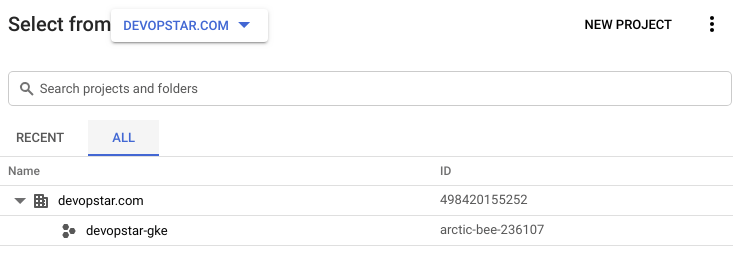 Select from DEVOPSTAR.COM NEW PROJECT
Search projects and folders
RECENT ALL
Name ID
devopstar.com 498420155252
devopstar-gke arctic-bee-236107